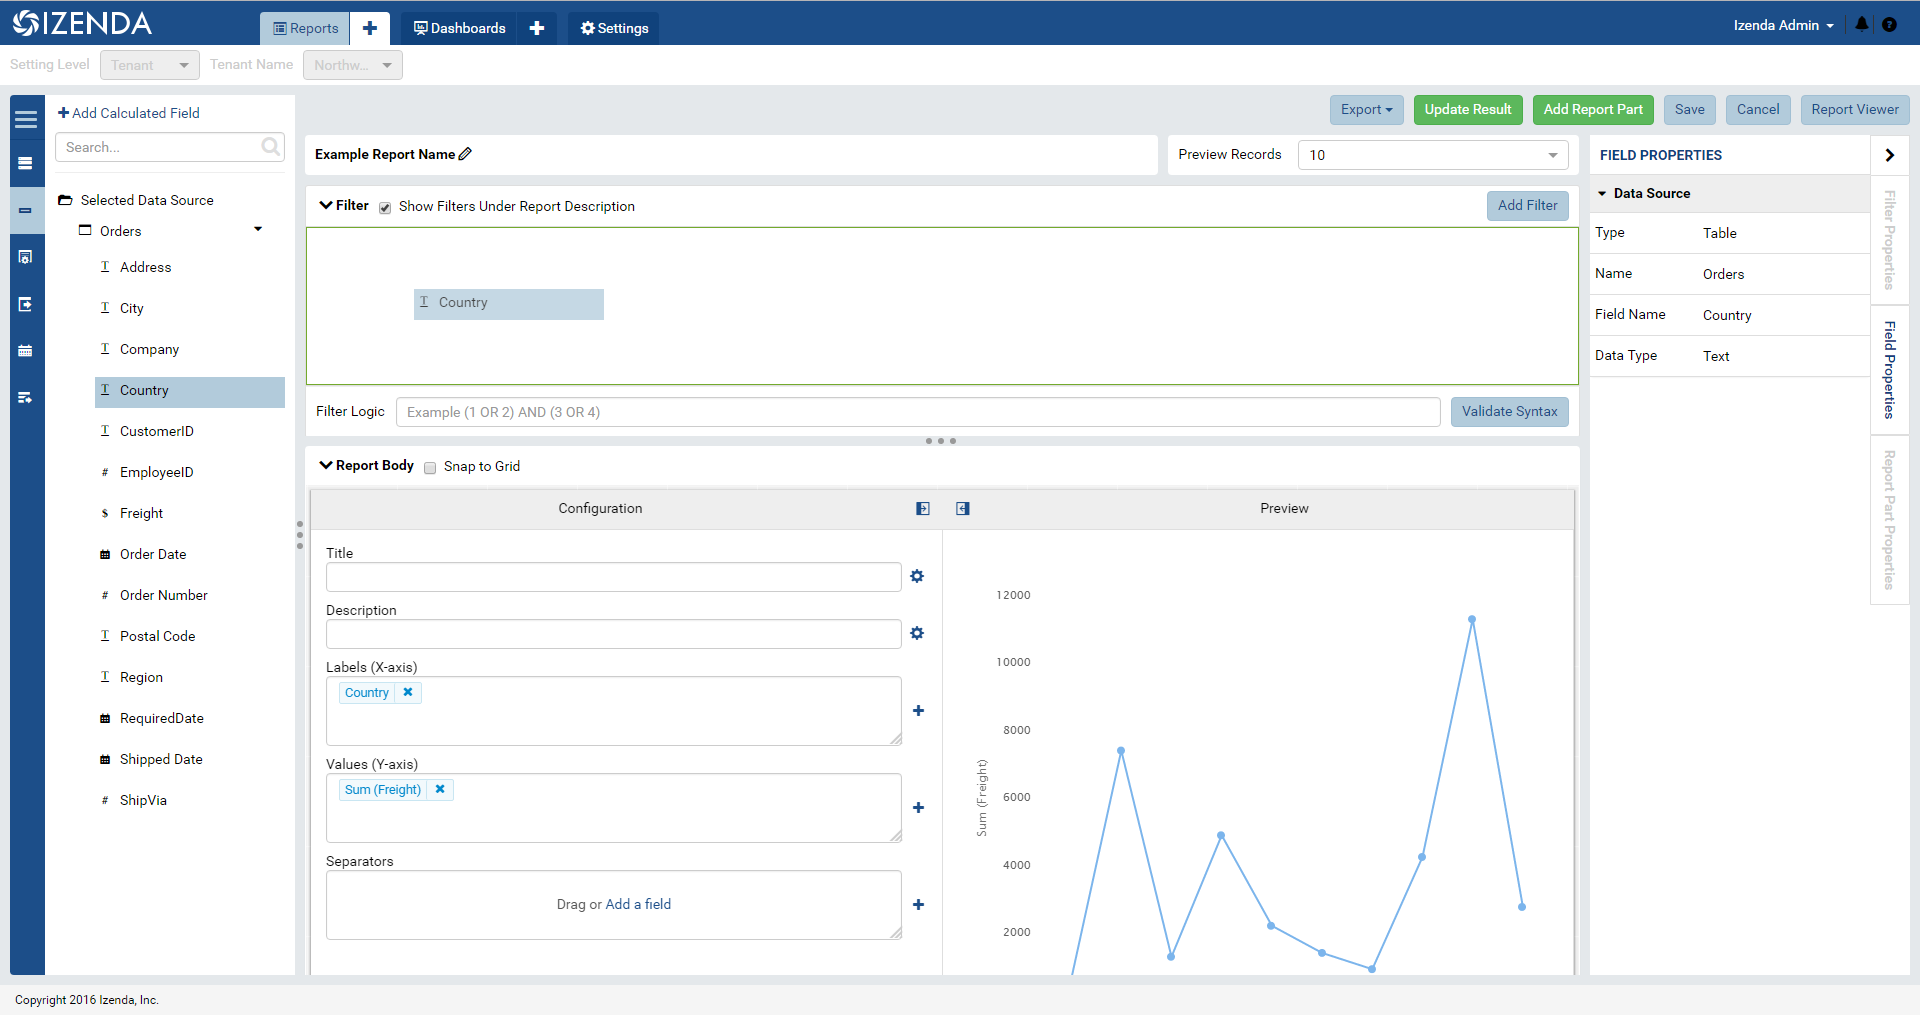 IZENDA
Reports
Dashboards
Settings
Izenda Admin
Setting Level
Tenant
Tenant Name
Northw...
Add Calculated Field
Search...
Selected Data Source
Orders
Address
City
Company
Country
CustomerID
EmployeeID
Freight
Order Date
Order Number
Postal Code
Region
RequiredDate
Shipped Date
ShipVia
Export
Update Result
Add Report Part
Save
Cancel
Report Viewer
Example Report Name
Preview Records
10
Filter
Show Filters Under Report Description
Add Filter
Country
Filter Logic
Example (1 OR 2) AND (3 OR 4)
Validate Syntax
Report Body
Snap to Grid
Configuration
Title
Description
Labels (X-axis)
Country
Values (Y-axis)
Sum (Freight)
Separators
Drag or Add a field
Preview
12000
10000
8000
6000
4000
2000
Sum (Freight)
FIELD PROPERTIES
Data Source
Type Table
Name Orders
Field Name Country
Data Type Text
Filter Properties
Field Properties
Report Part Properties
Copyright 2016 Izenda, Inc.